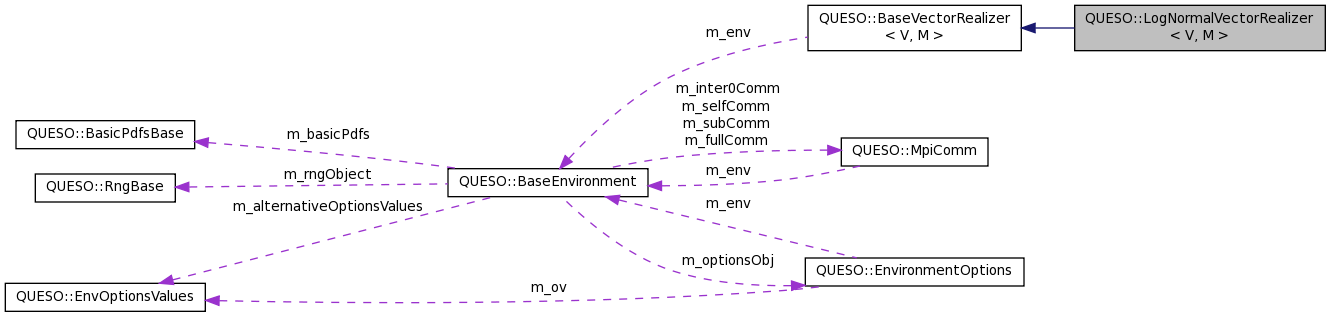 QUESO::BaseVectorRealizer
< V, M >
QUESO::LogNormalVectorRealizer
< V, M >
m_env
m_inter0Comm
m_selfComm
m_subComm
m_fullComm
QUESO::BasicPdfsBase
m_basicPdfs
QUESO::MpiComm
m_env
QUESO::RngBase
m_rngObject
QUESO::BaseEnvironment
m_env
m_alternativeOptionsValues
m_optionsObj
QUESO::EnvironmentOptions
QUESO::EnvOptionsValues
m_ov